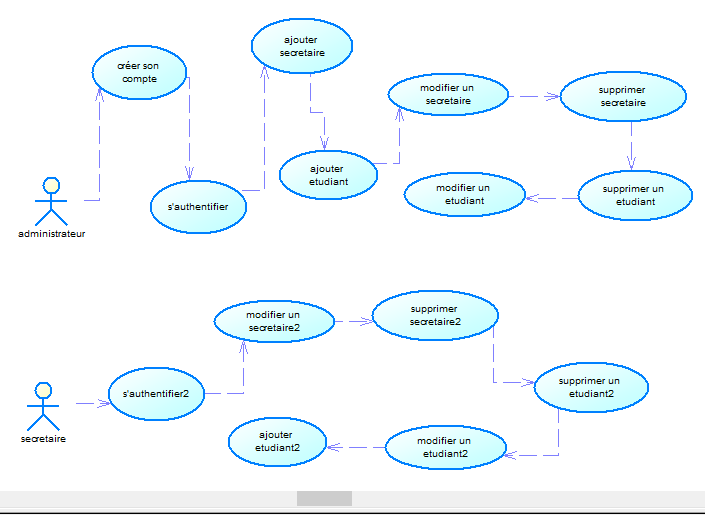 ajouter
secretaire
créer son
compte
modifier un
secretaire
supprimer
secretaire
ajouter
etudiant
s'authentifier
modifier un
etudiant
supprimer un
etudiant
administrateur
modifier un
secretaire2
supprimer
secretaire2
s'authentifier2
supprimer un
etudiant2
secretaire
ajouter
etudiant2
modifier un
etudiant2